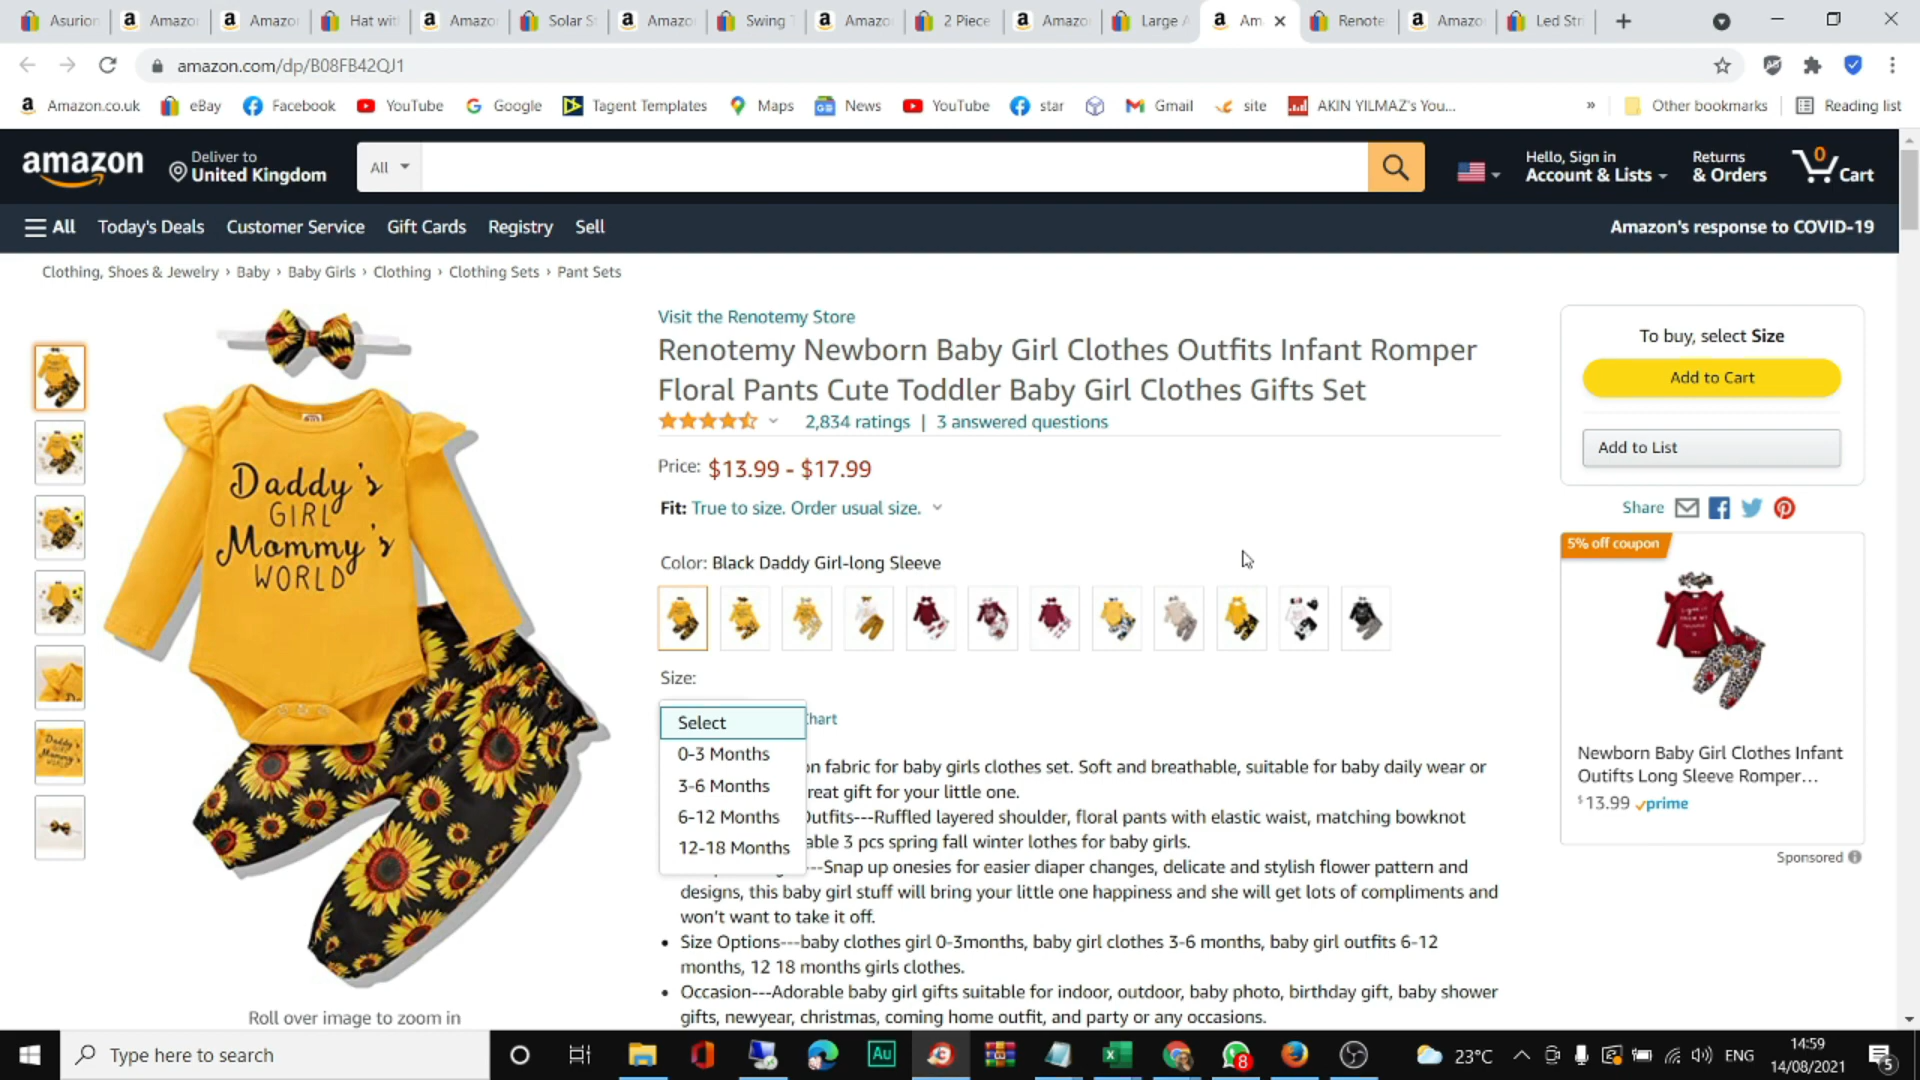 Asurion
Amazo
Amazo
Hat wit
Amazo
Solar S
Amazo
Swing
Amazo
2 Piece
Amazo
Large A
Am
Renote
Amazo
Led Str
amazon.com/dp/B08FB42QJ1
Amazon.co.uk eBay Facebook YouTube Google Tagent Templates Maps News YouTube star Gmail site AKIN YILMAZ's You... » Other bookmarks Reading list
amazon
Deliver to
United Kingdom
All
Hello, Sign in
Account & Lists
Returns
& Orders
0
Cart
All Today's Deals Customer Service Gift Cards Registry Sell
Amazon's response to COVID-19
Clothing, Shoes & Jewelry › Baby › Baby Girls › Clothing › Clothing Sets › Pant Sets
Daddy's
GIRL
Mommy's
WORLD
Roll over image to zoom in
Visit the Renotemy Store
Renotemy Newborn Baby Girl Clothes Outfits Infant Romper
Floral Pants Cute Toddler Baby Girl Clothes Gifts Set
2,834 ratings | 3 answered questions
Price: $13.99 - $17.99
Fit: True to size. Order usual size.
Color: Black Daddy Girl-long Sleeve
Size:
Select
0-3 Months
3-6 Months
6-12 Months
12-18 Months
hart
on fabric for baby girls clothes set. Soft and breathable, suitable for baby daily wear or
reat gift for your little one.
Outfits---Ruffled layered shoulder, floral pants with elastic waist, matching bowknot
able 3 pcs spring fall winter lothes for baby girls.
---Snap up onesies for easier diaper changes, delicate and stylish flower pattern and
designs, this baby girl stuff will bring your little one happiness and she will get lots of compliments and
won't want to take it off.
• Size Options---baby clothes girl 0-3months, baby girl clothes 3-6 months, baby girl outfits 6-12
months, 12 18 months girls clothes.
• Occasion---Adorable baby girl gifts suitable for indoor, outdoor, baby photo, birthday gift, baby shower
gifts, newyear, christmas, coming home outfit, and party or any occasions.
To buy, select Size
Add to Cart
Add to List
Share
5% off coupon
Newborn Baby Girl Clothes Infant
Outifits Long Sleeve Romper...
$13.99 prime
Sponsored
Type here to search
Au
8
23°C
ENG
14:59
14/08/2021
5